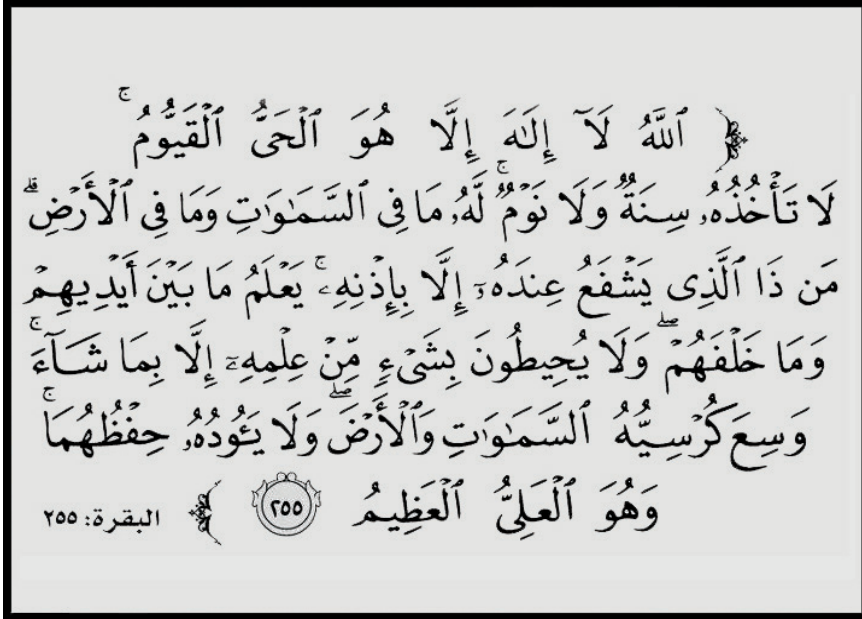 ﴿ ٱللَّهُ لَآ إِلَـٰهَ إِلَّا هُوَ ٱلْحَىُّ ٱلْقَيُّومُ ۚ
لَا تَأْخُذُهُۥ سِنَةٌ وَلَا نَوْمٌ ۚ لَّهُۥ مَا فِى ٱلسَّمَـٰوَٰتِ وَمَا فِى ٱلْأَرْضِ ۗ
مَن ذَا ٱلَّذِى يَشْفَعُ عِندَهُۥٓ إِلَّا بِإِذْنِهِۦ ۚ يَعْلَمُ مَا بَيْنَ أَيْدِيهِمْ
وَمَا خَلْفَهُمْ ۖ وَلَا يُحِيطُونَ بِشَىْءٍ مِّنْ عِلْمِهِۦٓ إِلَّا بِمَا شَآءَ ۚ
وَسِعَ كُرْسِيُّهُ ٱلسَّمَـٰوَٰتِ وَٱلْأَرْضَ ۖ وَلَا يَـُٔودُهُۥ حِفْظُهُمَا ۚ
وَهُوَ ٱلْعَلِىُّ ٱلْعَظِيمُ ٢٥٥ ﴾ البقرة: ٢٥٥